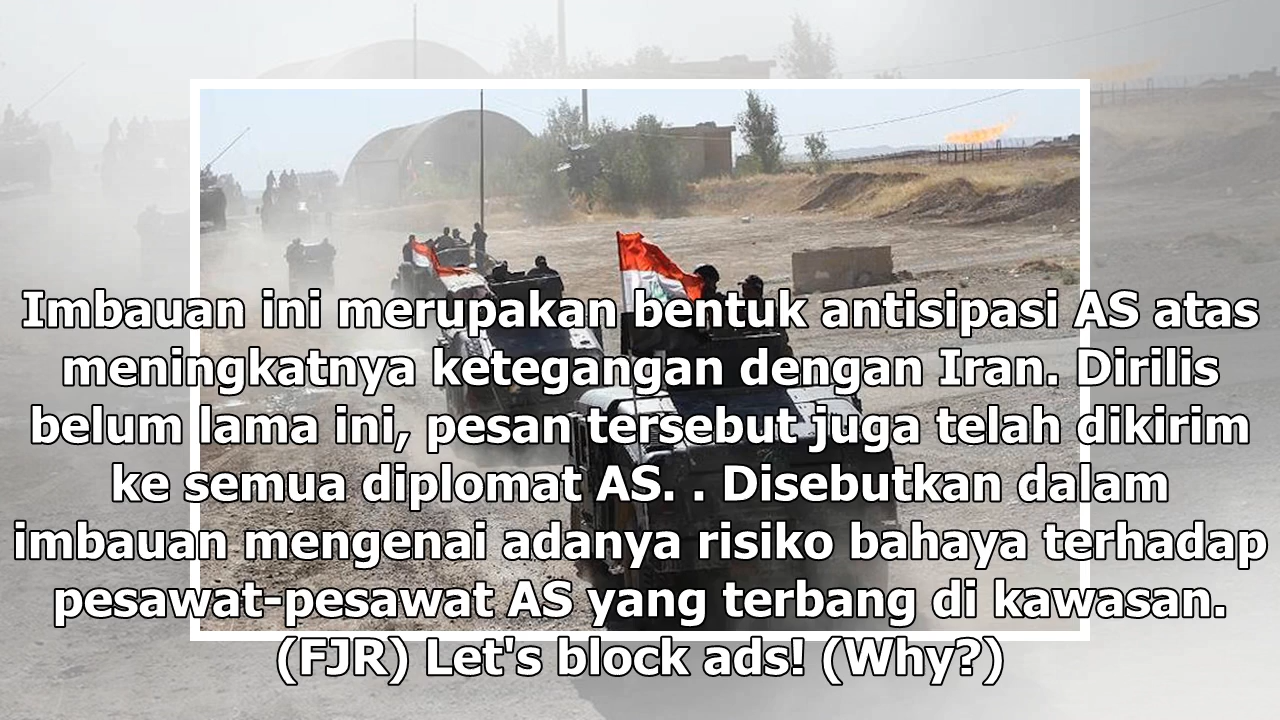 Imbauan ini merupakan bentuk antisipasi AS atas
meningkatnya ketegangan dengan Iran. Dirilis
belum lama ini, pesan tersebut juga telah dikirim
ke semua diplomat AS. . Disebutkan dalam
imbauan mengenai adanya risiko bahaya terhadap
pesawat-pesawat AS yang terbang di kawasan.
(FJR) Let's block ads! (Why?)